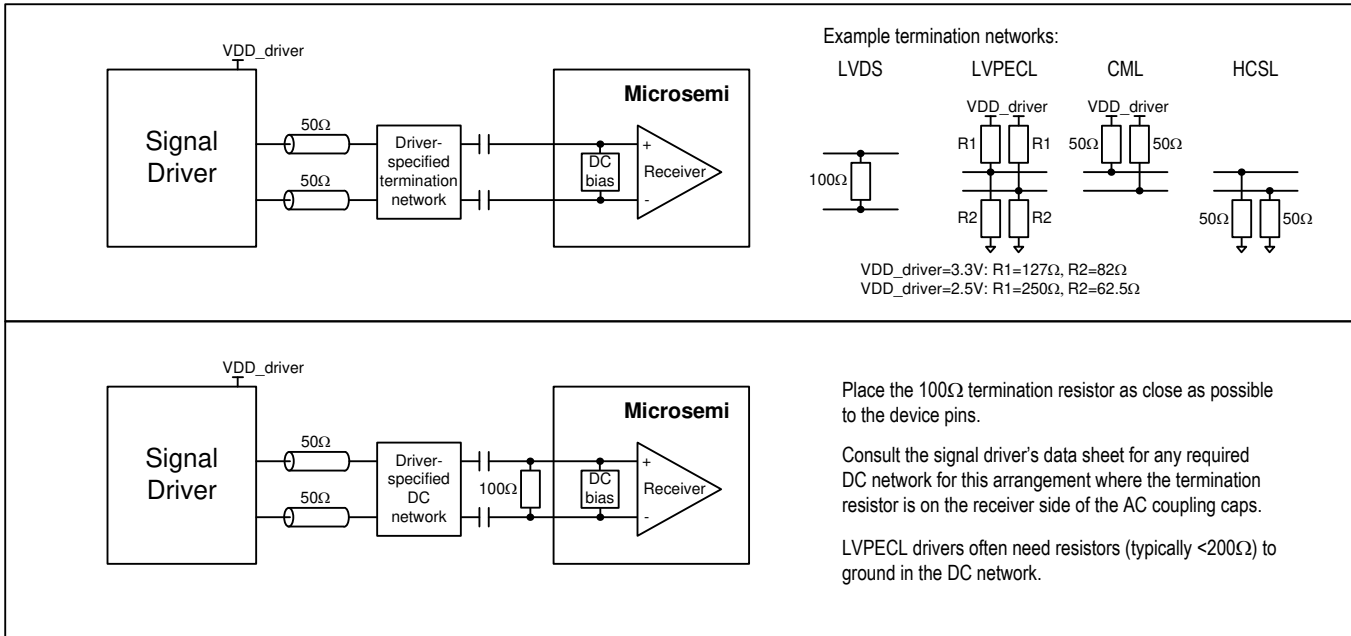 VDD_driver
Signal
Driver
50Ω
50Ω
Driver-
specified
termination
network
Microsemi
DC
bias
+
-
Receiver
Example termination networks:
LVDS
100Ω
LVPECL
VDD_driver
R1
R1
R2
R2
CML
VDD_driver
50Ω
50Ω
HCSL
50Ω
50Ω
VDD_driver=3.3V: R1=127Ω, R2=82Ω
VDD_driver=2.5V: R1=250Ω, R2=62.5Ω
VDD_driver
Signal
Driver
50Ω
50Ω
Driver-
specified
DC
network
100Ω
Microsemi
DC
bias
+
-
Receiver
Place the 100Ω termination resistor as close as possible
to the device pins.
Consult the signal driver's data sheet for any required
DC network for this arrangement where the termination
resistor is on the receiver side of the AC coupling caps.
LVPECL drivers often need resistors (typically <200Ω) to
ground in the DC network.